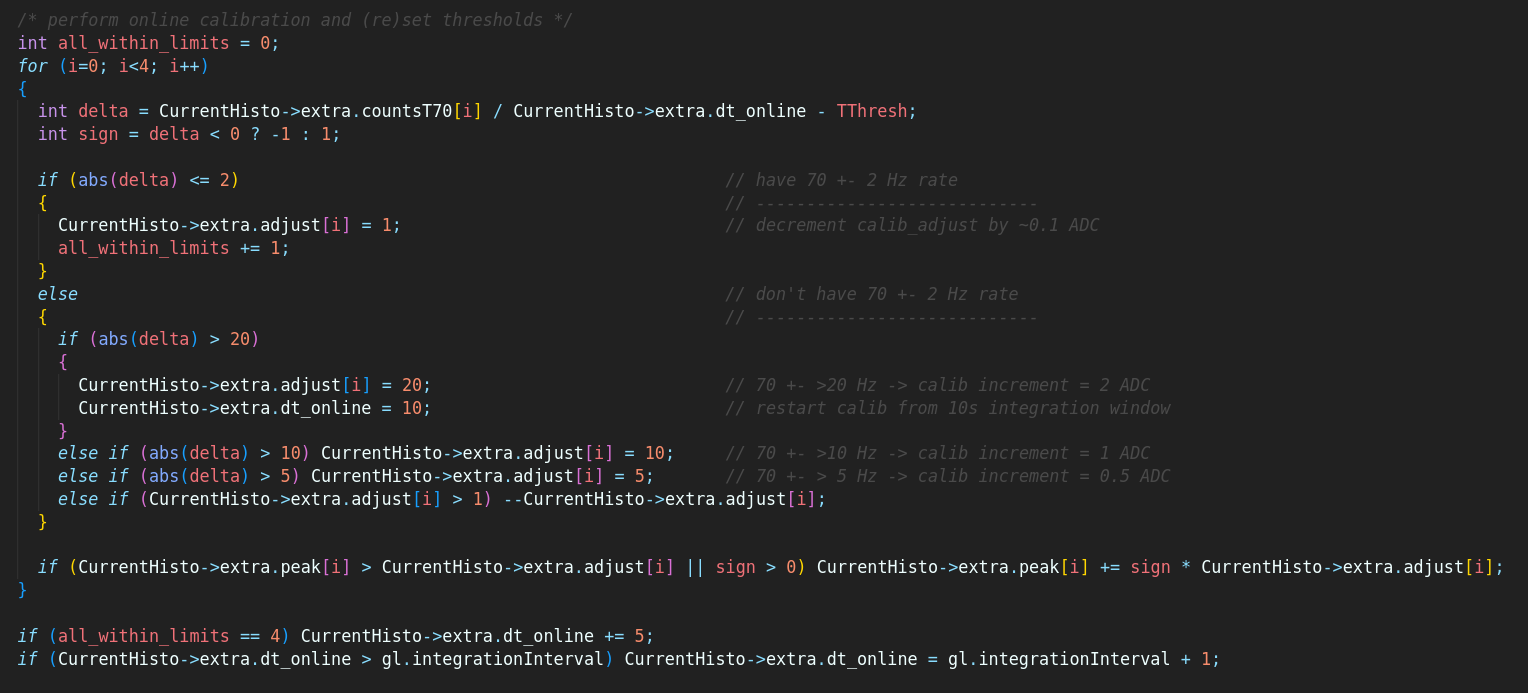 /* perform online calibration and (re)set thresholds */
int all_within_limits = 0;
for (i=0; i<4; i++)
{
  int delta = CurrentHisto->extra.countsT70[i] / CurrentHisto->extra.dt_online - TThresh;
  int sign = delta < 0 ? -1 : 1;

  if (abs(delta) <= 2)                                                // have 70 +- 2 Hz rate
  {                                                                   // ----------------------------
    CurrentHisto->extra.adjust[i] = 1;                                // decrement calib_adjust by ~0.1 ADC
    all_within_limits += 1;
  }
  else                                                                // don't have 70 +- 2 Hz rate
  {                                                                   // ----------------------------
    if (abs(delta) > 20)
    {
      CurrentHisto->extra.adjust[i] = 20;                             // 70 +- >20 Hz -> calib increment = 2 ADC
      CurrentHisto->extra.dt_online = 10;                             // restart calib from 10s integration window
    }
    else if (abs(delta) > 10) CurrentHisto->extra.adjust[i] = 10;     // 70 +- >10 Hz -> calib increment = 1 ADC
    else if (abs(delta) > 5) CurrentHisto->extra.adjust[i] = 5;       // 70 +- > 5 Hz -> calib increment = 0.5 ADC
    else if (CurrentHisto->extra.adjust[i] > 1) --CurrentHisto->extra.adjust[i];
  }

  if (CurrentHisto->extra.peak[i] > CurrentHisto->extra.adjust[i] || sign > 0) CurrentHisto->extra.peak[i] += sign * CurrentHisto->extra.adjust[i];
}

if (all_within_limits == 4) CurrentHisto->extra.dt_online += 5;
if (CurrentHisto->extra.dt_online > gl.integrationInterval) CurrentHisto->extra.dt_online = gl.integrationInterval + 1;